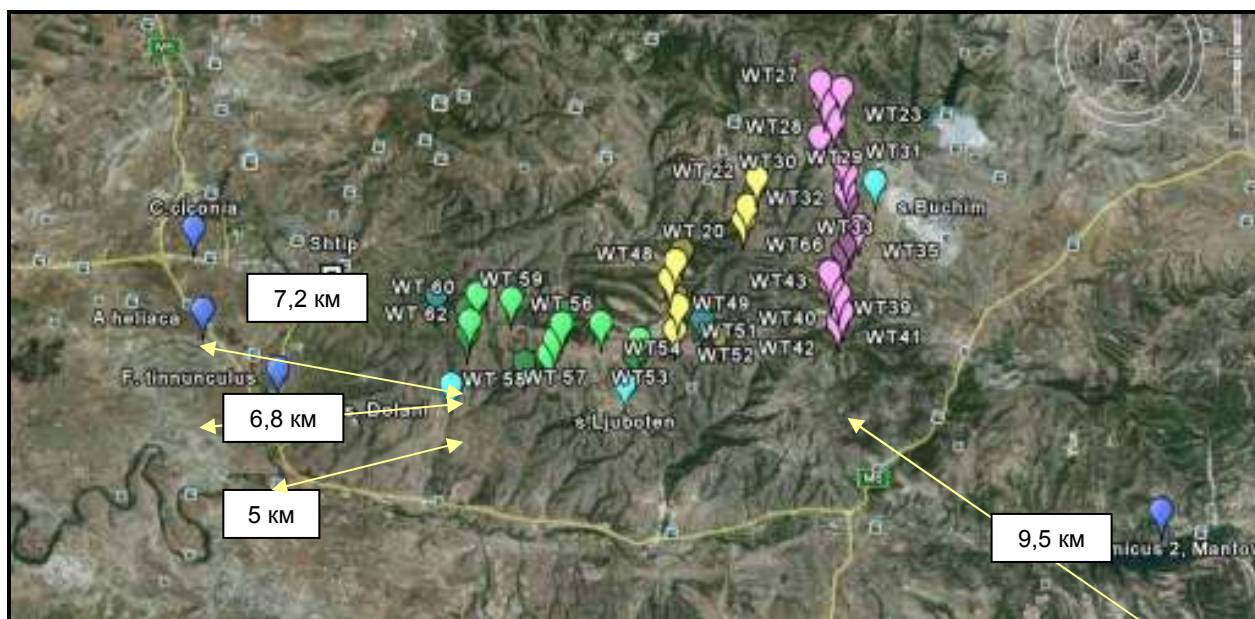 M5
WT27
WT23
WT28
WT30
WT29
WT31
WT 22
WT32
C.ciconia
s.Buchim
Shtip
WT 20
WT33
WT66
WT35
WT48
7,2 км
WT 60
WT 59
WT43
A.heliaca
WT 62
WT 56
WT49
WT39
WT40
WT51
WT41
WT54
WT52
WT42
F. tinnunculus
WT 58
WT 57
WT53
6,8 км
s.Ljuboten
5 км
9,5 км